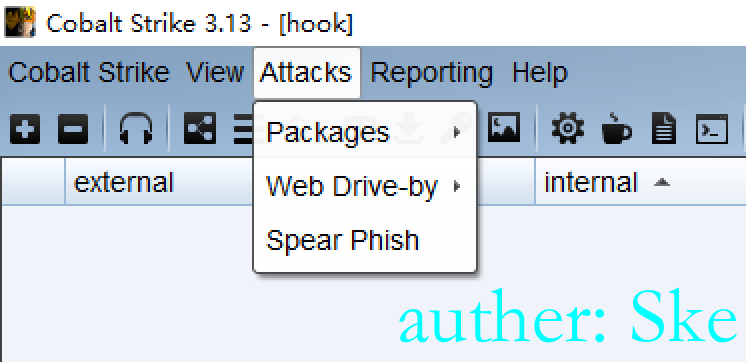 Cobalt Strike 3.13 - [hook]
Cobalt Strike View Attacks Reporting Help
Packages
Web Drive-by
Spear Phish
external internal
auther: Ske